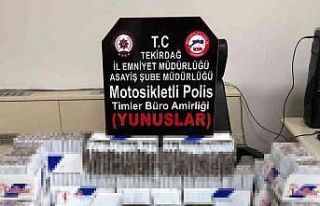 T.C
TEKİRDAĞ
İL EMNİYET MÜDÜRLÜĞÜ
ASAYİŞ ŞUBE MÜDÜRLÜĞÜ
Motosikletli Polis
Timler Büro Amirliği
(YUNUSLAR)